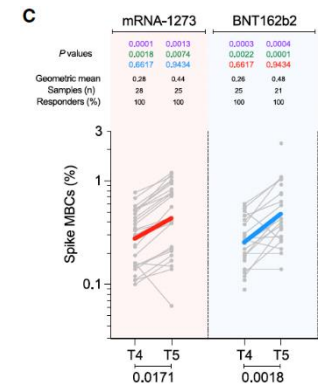 C
mRNA-1273 BNT162b2
P values
0,0001 0,0013 0,0003 0,0004
0,0018 0,0074 0,0022 0,0001
0,6617 0,9434 0,6617 0,9434
Geometric mean 0,28 0,44 0,26 0,48
Samples (n) 28 25 25 21
Responders (%) 100 100 100 100
3
1
0.1
Spike MBCs (%)
T4 T5 T4 T5
0.0171 0.0018